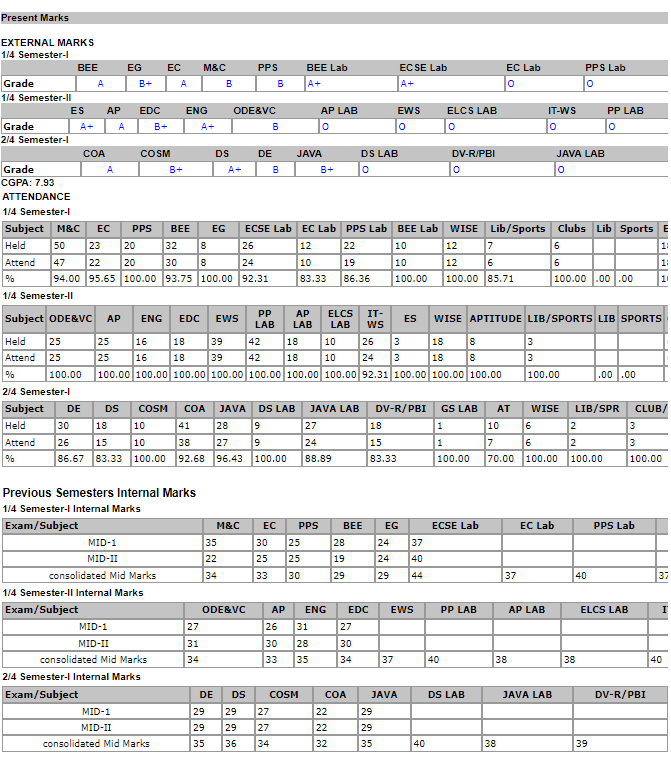 Present Marks
EXTERNAL MARKS
1/4 Semester-I
BEE EG EC M&C PPS BEE Lab ECSE Lab EC Lab PPS Lab
Grade A B+ A B B A+ A+ O O
1/4 Semester-II
ES AP EDC ENG ODE&VC AP LAB EWS ELCS LAB IT-WS PP LAB
Grade A+ A B+ A+ B O O O O O
2/4 Semester-I
COA COSM DS DE JAVA DS LAB DV-R/PBI JAVA LAB
Grade A B+ A+ B B+ O O O
CGPA: 7.93
ATTENDANCE
1/4 Semester-I
Subject M&C EC PPS BEE EG ECSE Lab EC Lab PPS Lab BEE Lab WISE Lib/Sports Clubs Lib Sports E
Held 50 23 20 32 8 26 12 22 10 12 7 6
Attend 47 22 20 30 8 24 10 19 10 12 6 6
% 94.00 95.65 100.00 93.75 100.00 92.31 83.33 86.36 100.00 100.00 85.71 100.00 .00 .00
1/4 Semester-II
Subject ODE&VC AP ENG EDC EWS PP LAB AP LAB ELCS LAB IT-WS ES WISE APTITUDE LIB/SPORTS LIB SPORTS
Held 25 25 16 18 39 42 18 10 26 3 18 8 3
Attend 25 25 16 18 39 42 18 10 24 3 18 8 3
% 100.00 100.00 100.00 100.00 100.00 100.00 100.00 100.00 92.31 100.00 100.00 100.00 100.00 .00 .00
2/4 Semester-I
Subject DE DS COSM COA JAVA DS LAB JAVA LAB DV-R/PBI GS LAB AT WISE LIB/SPR CLUB/
Held 30 18 10 41 28 9 27 18 1 10 6 2 3
Attend 26 15 10 38 27 9 24 15 1 7 6 2 3
% 86.67 83.33 100.00 92.68 96.43 100.00 88.89 83.33 100.00 70.00 100.00 100.00 100.00
Previous Semesters Internal Marks
1/4 Semester-I Internal Marks
Exam/Subject M&C EC PPS BEE EG ECSE Lab EC Lab PPS Lab
MID-1 35 30 25 28 24 37
MID-II 22 25 25 19 24 40
consolidated Mid Marks 34 33 30 29 29 44 37 40 37
1/4 Semester-II Internal Marks
Exam/Subject ODE&VC AP ENG EDC EWS PP LAB AP LAB ELCS LAB
MID-1 27 26 31 27
MID-II 31 30 28 30
consolidated Mid Marks 34 33 35 34 37 40 38 38 40
2/4 Semester-I Internal Marks
Exam/Subject DE DS COSM COA JAVA DS LAB JAVA LAB DV-R/PBI
MID-1 29 29 27 22 29
MID-II 29 29 27 22 29
consolidated Mid Marks 35 36 34 32 35 40 38 39